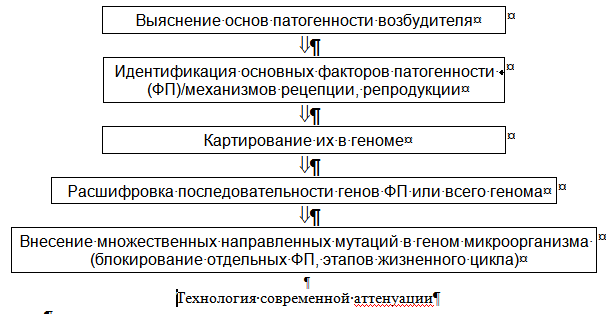 Выяснение основ патогенности возбудителя
Идентификация основных факторов патогенности
(ФП)/механизмов рецепции, репродукции
Картирование их в геноме
Расшифровка последовательности генов ФП или всего генома
Внесение множественных направленных мутаций в геном микроорганизма
(блокирование отдельных ФП, этапов жизненного цикла)
Технология современной аттенуации